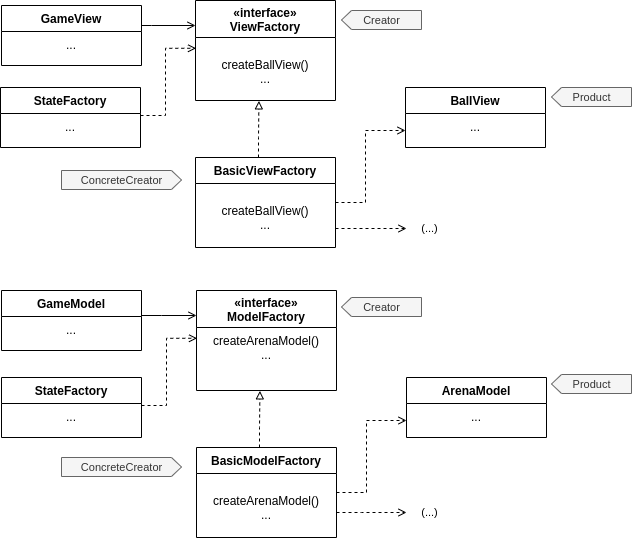 GameView
...
«interface»
ViewFactory
createBallView()
...
Creator
StateFactory
...
BallView
...
Product
ConcreteCreator
BasicViewFactory
createBallView()
...
(...)
GameModel
...
«interface»
ModelFactory
createArenaModel()
...
Creator
StateFactory
...
ArenaModel
...
Product
ConcreteCreator
BasicModelFactory
createArenaModel()
...
(...)